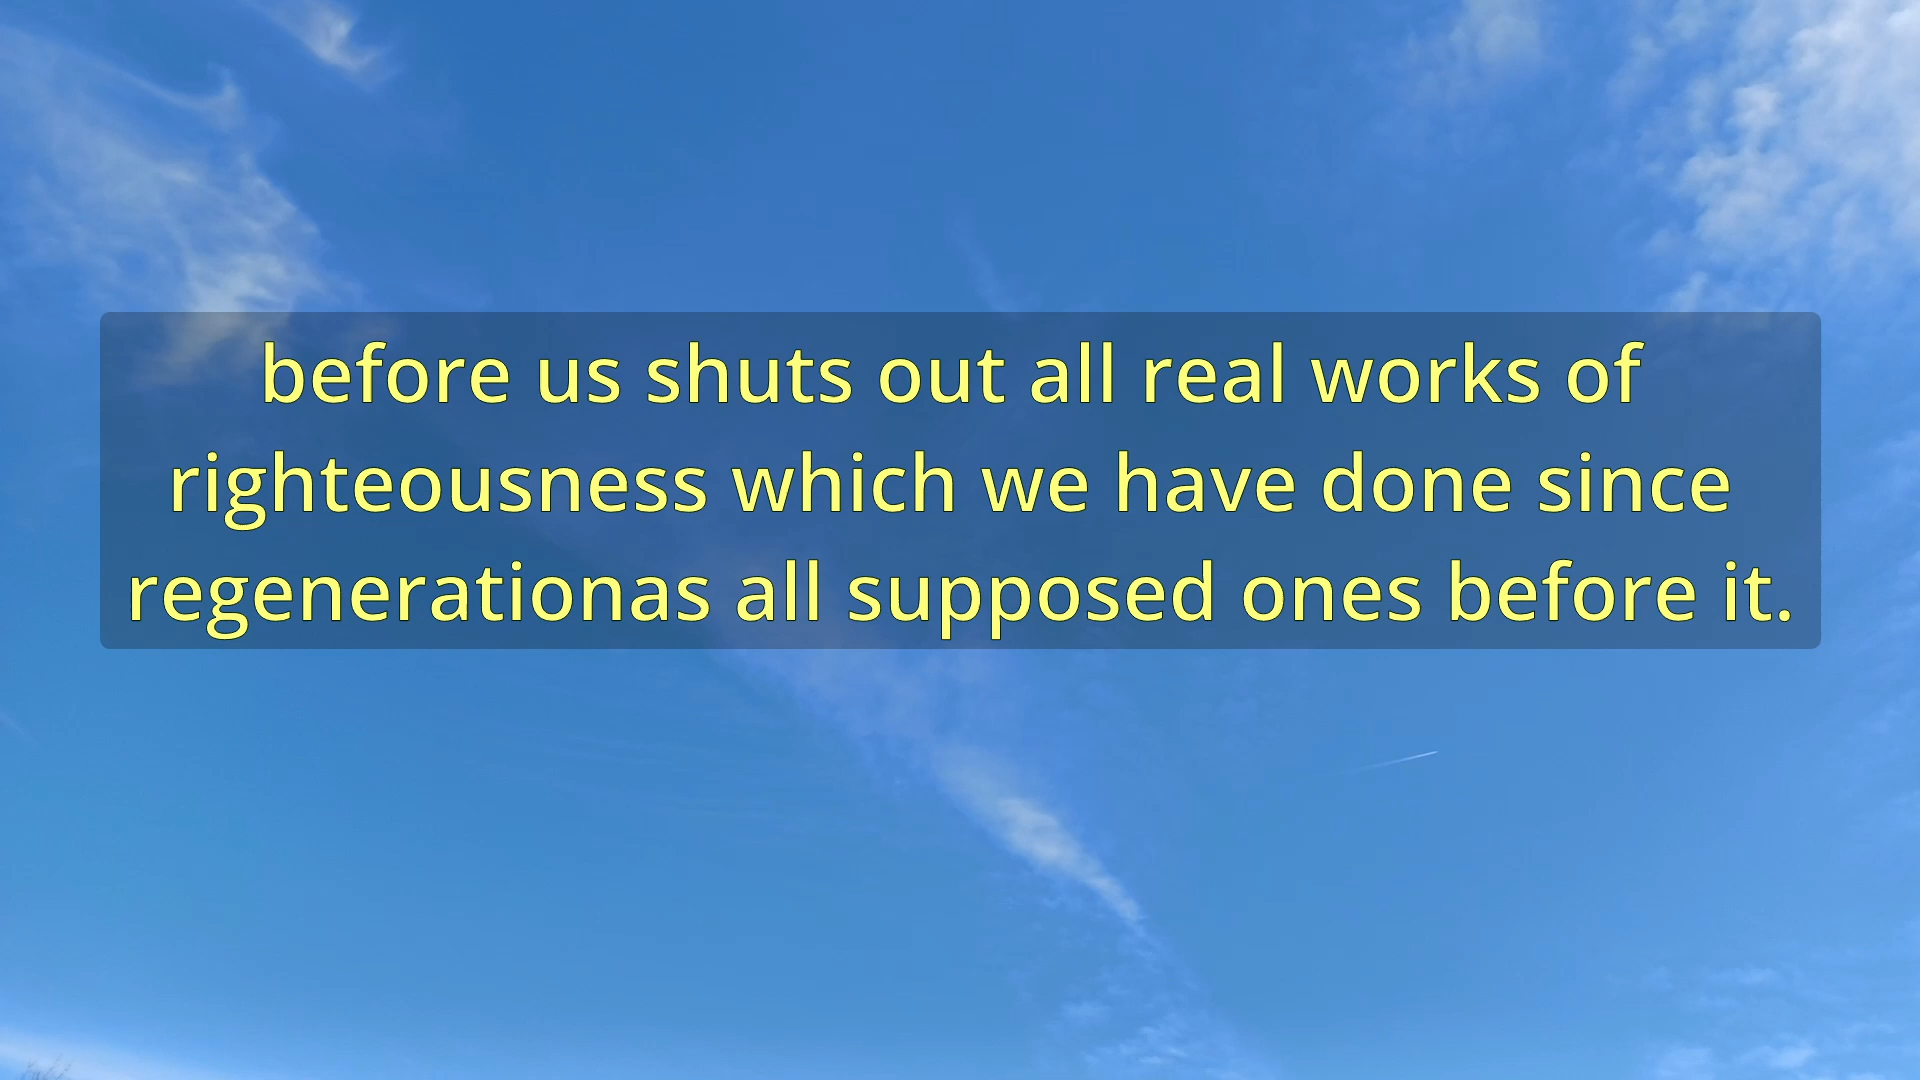 before us shuts out all real works of
righteousness which we have done since
regenerationas all supposed ones before it.